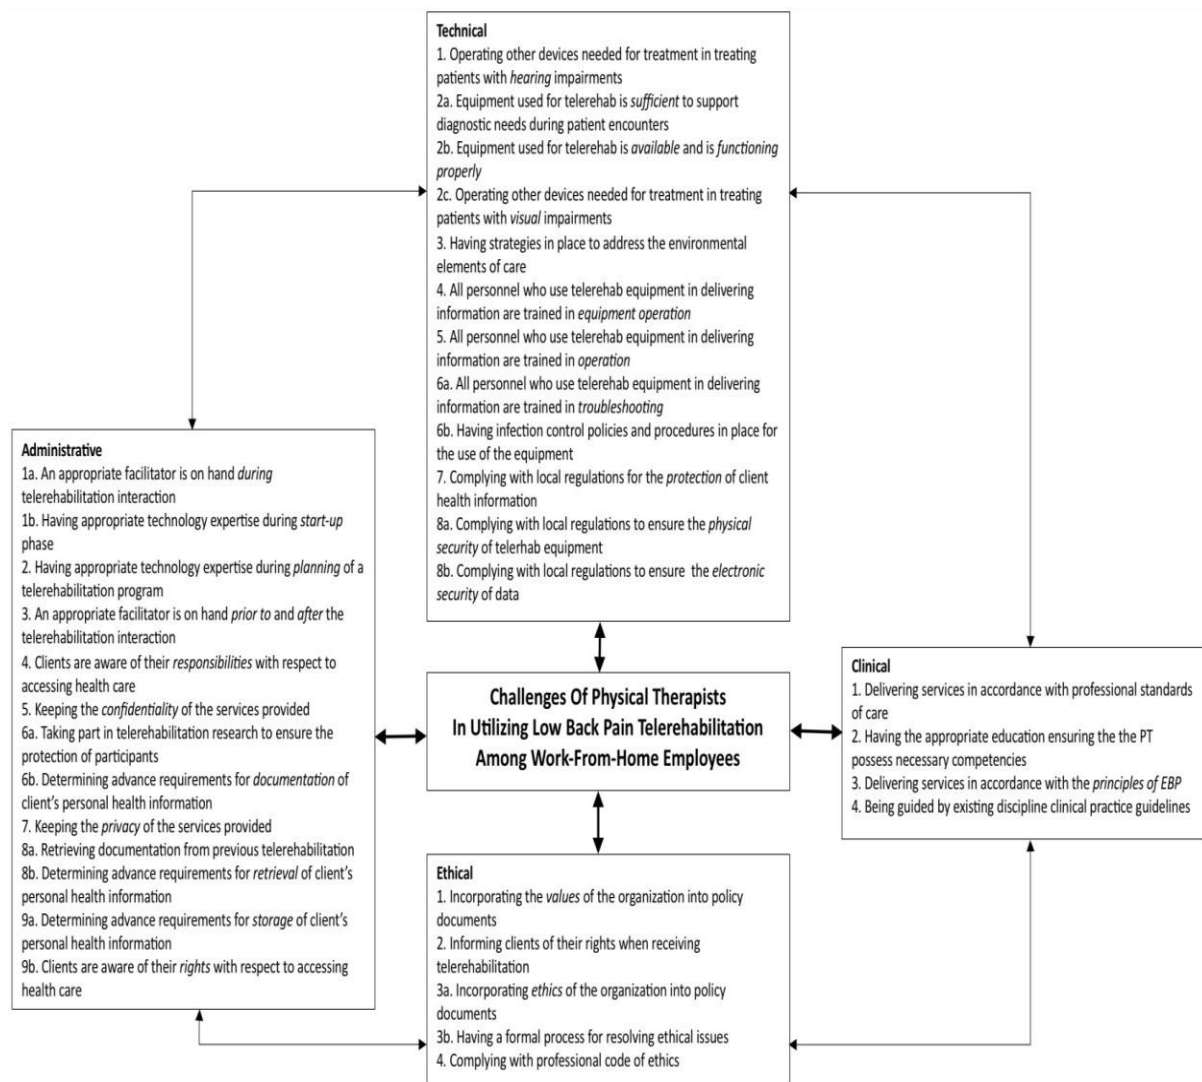 Technical
1. Operating other devices needed for treatment in treating
patients with hearing impairments
2a. Equipment used for telerehab is sufficient to support
diagnostic needs during patient encounters
2b. Equipment used for telerehab is available and is functioning
properly
2c. Operating other devices needed for treatment in treating
patients with visual impairments
3. Having strategies in place to address the environmental
elements of care
4. All personnel who use telerehab equipment in delivering
information are trained in equipment operation
5. All personnel who use telerehab equipment in delivering
information are trained in operation
6a. All personnel who use telerehab equipment in delivering
information are trained in troubleshooting
6b. Having infection control policies and procedures in place for
the use of the equipment
7. Complying with local regulations for the protection of client
health information
8a. Complying with local regulations to ensure the physical
security of telerhab equipment
8b. Complying with local regulations to ensure the electronic
security of data
Administrative
1a. An appropriate facilitator is on hand during
telerehabilitation interaction
1b. Having appropriate technology expertise during start-up
phase
2. Having appropriate technology expertise during planning of a
telerehabilitation program
3. An appropriate facilitator is on hand prior to and after the
telerehabilitation interaction
4. Clients are aware of their responsibilities with respect to
accessing health care
5. Keeping the confidentiality of the services provided
6a. Taking part in telerehabilitation research to ensure the
protection of participants
6b. Determining advance requirements for documentation of
client's personal health information
7. Keeping the privacy of the services provided
8a. Retrieving documentation from previous telerehabilitation
8b. Determining advance requirements for retrieval of client's
personal health information
9a. Determining advance requirements for storage of client's
personal health information
9b. Clients are aware of their rights with respect to accessing
health care
Challenges Of Physical Therapists
In Utilizing Low Back Pain Telerehabilitation
Among Work-From-Home Employees
Clinical
1. Delivering services in accordance with professional standards
of care
2. Having the appropriate education ensuring the the PT
possess necessary competencies
3. Delivering services in accordance with the principles of EBP
4. Being guided by existing discipline clinical practice guidelines
Ethical
1. Incorporating the values of the organization into policy
documents
2. Informing clients of their rights when receiving
telerehabilitation
3a. Incorporating ethics of the organization into policy
documents
3b. Having a formal process for resolving ethical issues
4. Complying with professional code of ethics